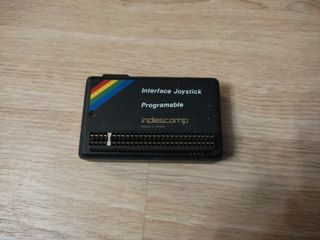 Interface Joystick
Programable
indescomp